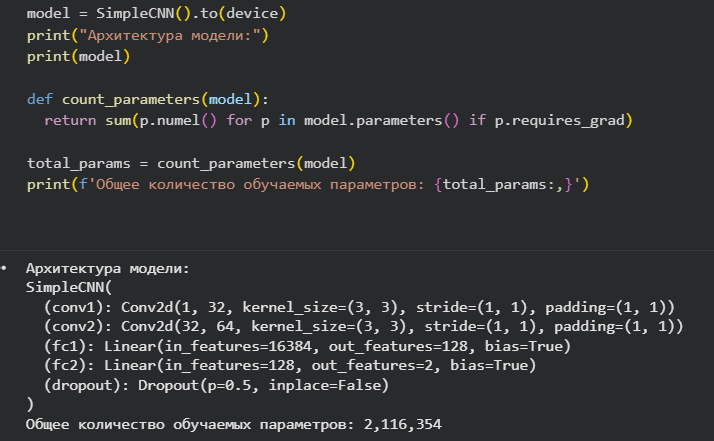 model = SimpleCNN().to(device)
print("Архитектура модели:")
print(model)
def count_parameters(model):
  return sum(p.numel() for p in model.parameters() if p.requires_grad)
total_params = count_parameters(model)
print(f'Общее количество обучаемых параметров: {total_params:,}')
Архитектура модели:
SimpleCNN(
  (conv1): Conv2d(1, 32, kernel_size=(3, 3), stride=(1, 1), padding=(1, 1))
  (conv2): Conv2d(32, 64, kernel_size=(3, 3), stride=(1, 1), padding=(1, 1))
  (fc1): Linear(in_features=16384, out_features=128, bias=True)
  (fc2): Linear(in_features=128, out_features=2, bias=True)
  (dropout): Dropout(p=0.5, inplace=False)
)
Общее количество обучаемых параметров: 2,116,354